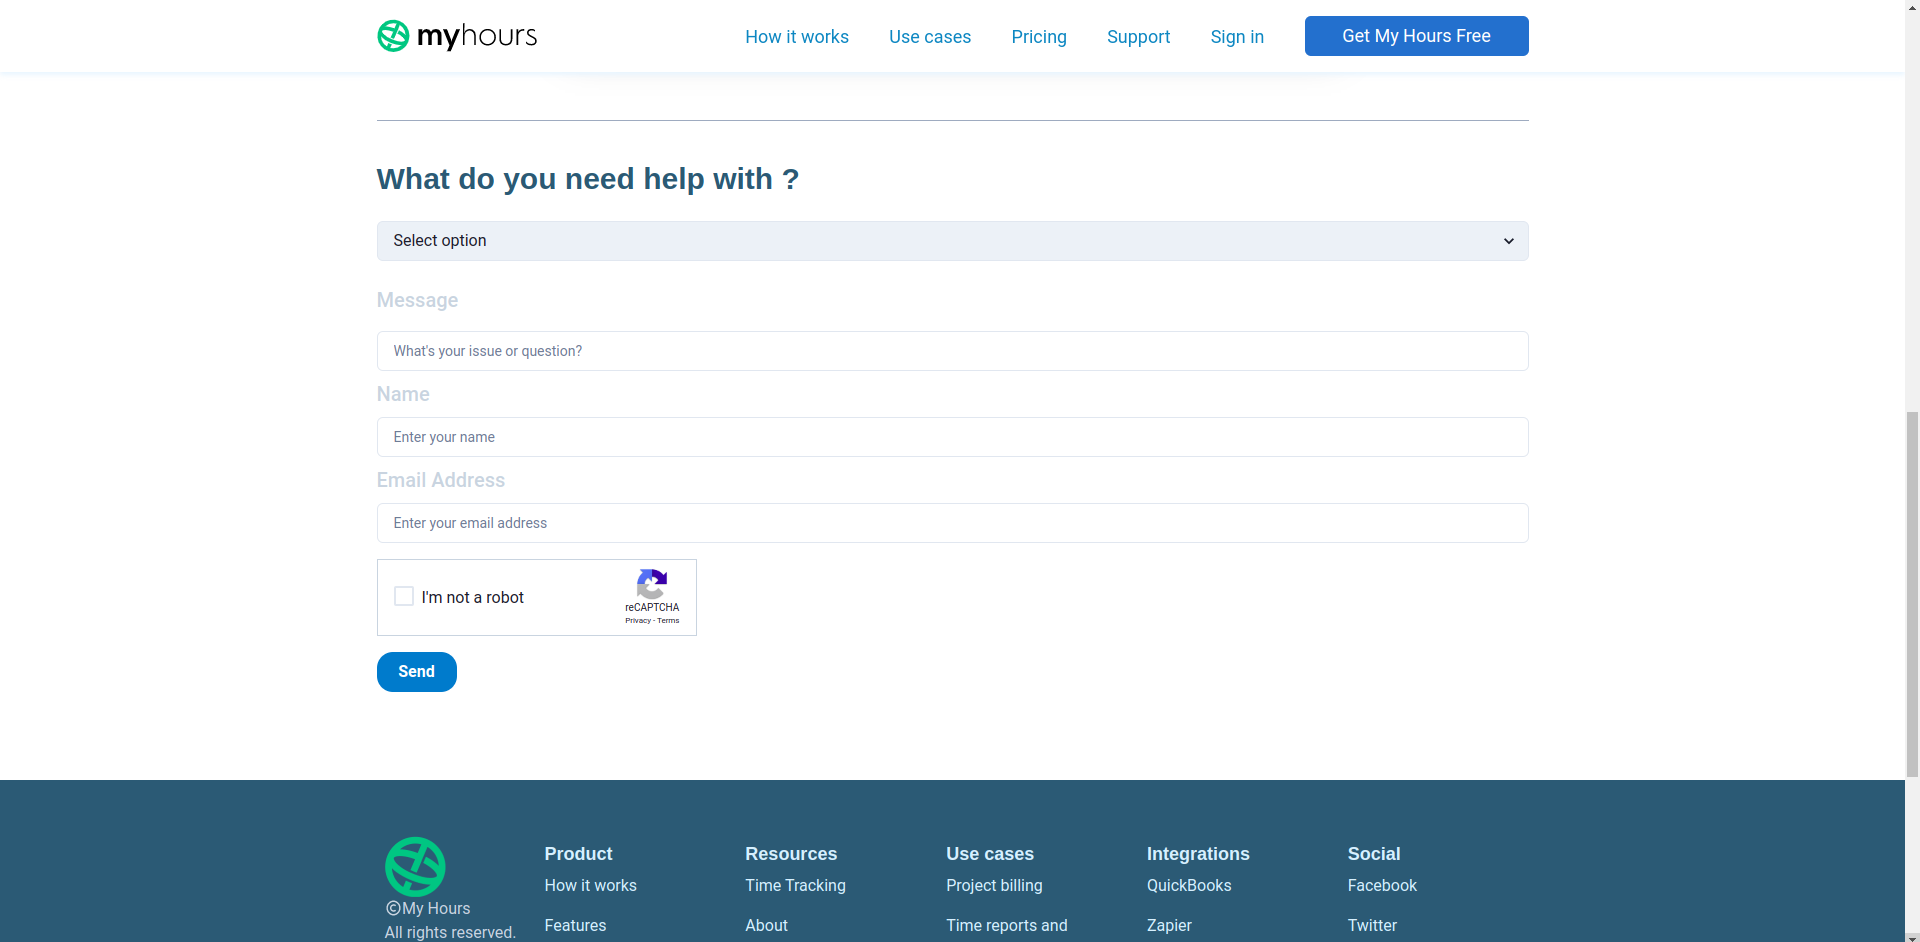 myhours
How it works
Use cases
Pricing
Support
Sign in
Get My Hours Free
What do you need help with ?
Select option
Message
What's your issue or question?
Name
Enter your name
Email Address
Enter your email address
I'm not a robot
reCAPTCHA
Privacy - Terms
Send
©My Hours
All rights reserved.
Product
How it works
Features
Resources
Time Tracking
About
Use cases
Project billing
Time reports and
Integrations
QuickBooks
Zapier
Social
Facebook
Twitter